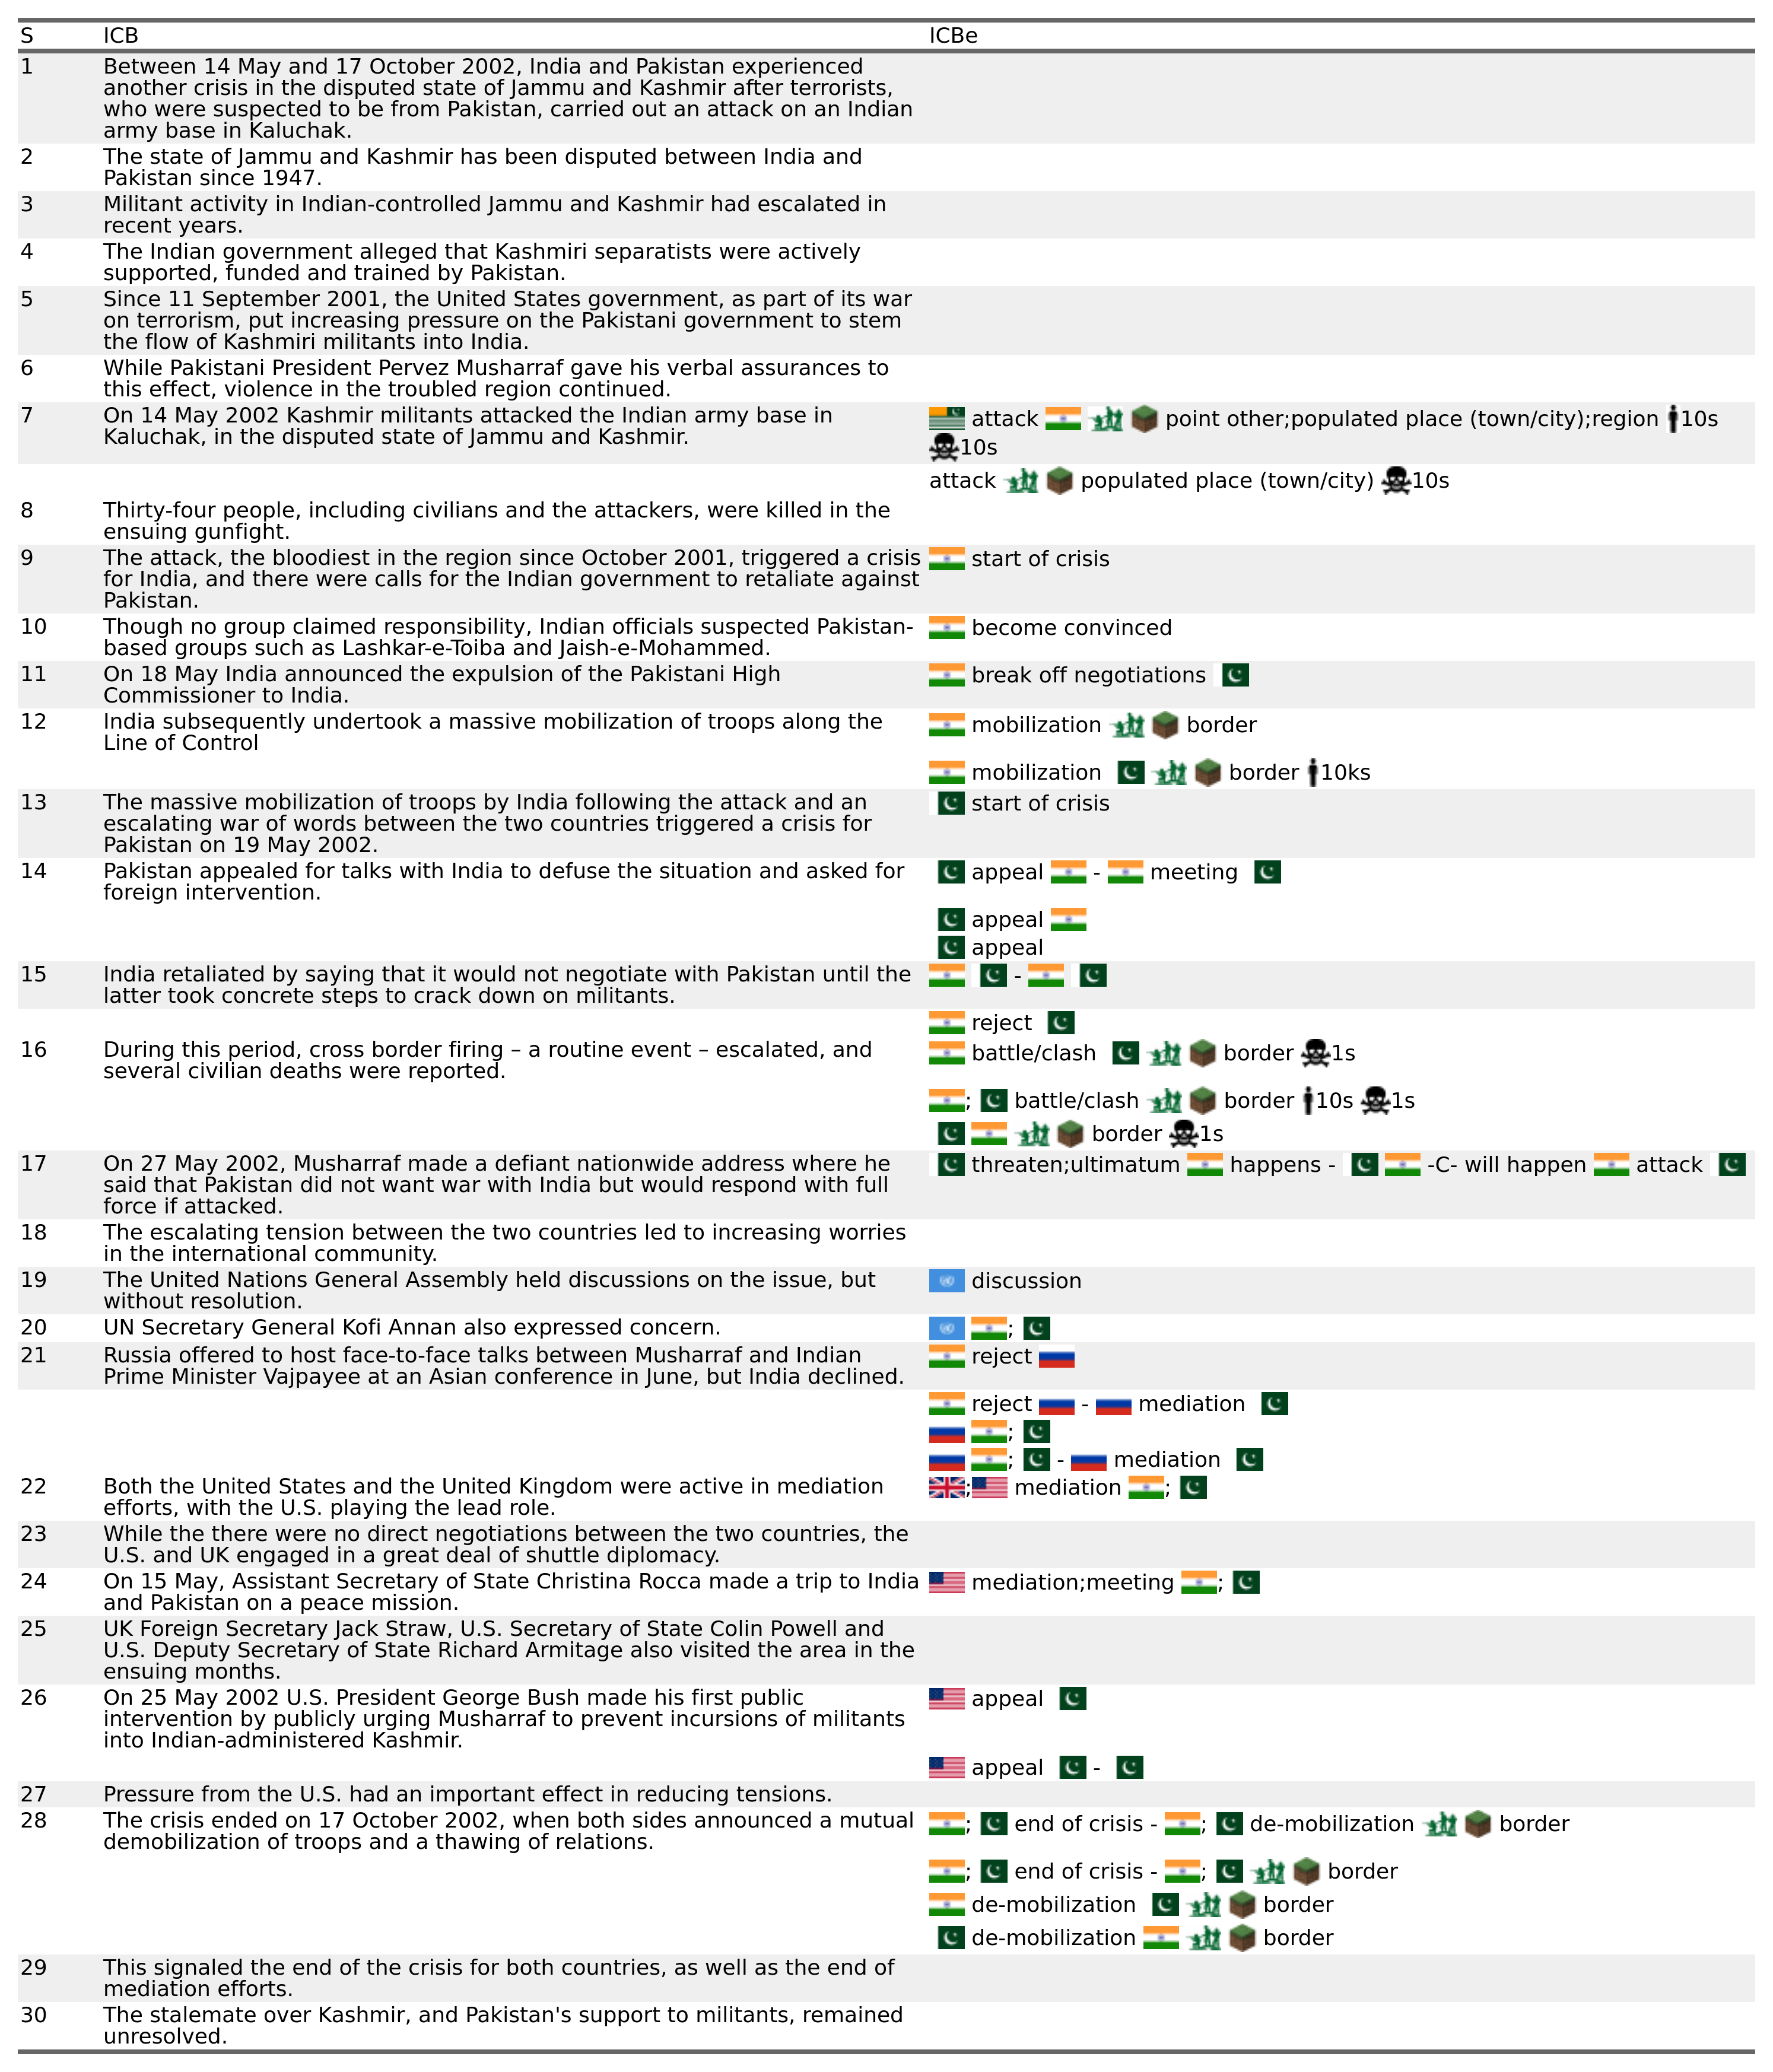 S ICB ICBe
1 Between 14 May and 17 October 2002, India and Pakistan experienced
another crisis in the disputed state of Jammu and Kashmir after terrorists,
who were suspected to be from Pakistan, carried out an attack on an Indian
army base in Kaluchak.
2 The state of Jammu and Kashmir has been disputed between India and
Pakistan since 1947.
3 Militant activity in Indian-controlled Jammu and Kashmir had escalated in
recent years.
4 The Indian government alleged that Kashmiri separatists were actively
supported, funded and trained by Pakistan.
5 Since 11 September 2001, the United States government, as part of its war
on terrorism, put increasing pressure on the Pakistani government to stem
the flow of Kashmiri militants into India.
6 While Pakistani President Pervez Musharraf gave his verbal assurances to
this effect, violence in the troubled region continued.
7 On 14 May 2002 Kashmir militants attacked the Indian army base in
Kaluchak, in the disputed state of Jammu and Kashmir.
attack point other;populated place (town/city);region 10s
10s
attack populated place (town/city) 10s
8 Thirty-four people, including civilians and the attackers, were killed in the
ensuing gunfight.
9 The attack, the bloodiest in the region since October 2001, triggered a crisis
for India, and there were calls for the Indian government to retaliate against
Pakistan.
start of crisis
10 Though no group claimed responsibility, Indian officials suspected Pakistan-
based groups such as Lashkar-e-Toiba and Jaish-e-Mohammed.
become convinced
11 On 18 May India announced the expulsion of the Pakistani High
Commissioner to India.
break off negotiations
12 India subsequently undertook a massive mobilization of troops along the
Line of Control
mobilization border
mobilization border 10ks
13 The massive mobilization of troops by India following the attack and an
escalating war of words between the two countries triggered a crisis for
Pakistan on 19 May 2002.
start of crisis
14 Pakistan appealed for talks with India to defuse the situation and asked for
foreign intervention.
appeal - meeting
appeal
appeal
15 India retaliated by saying that it would not negotiate with Pakistan until the
latter took concrete steps to crack down on militants.
-
reject
16 During this period, cross border firing – a routine event – escalated, and
several civilian deaths were reported.
battle/clash border 1s
; battle/clash border 10s 1s
border 1s
17 On 27 May 2002, Musharraf made a defiant nationwide address where he
said that Pakistan did not want war with India but would respond with full
force if attacked.
threaten;ultimatum happens - -C- will happen attack
18 The escalating tension between the two countries led to increasing worries
in the international community.
19 The United Nations General Assembly held discussions on the issue, but
without resolution.
discussion
20 UN Secretary General Kofi Annan also expressed concern.
;
21 Russia offered to host face-to-face talks between Musharraf and Indian
Prime Minister Vajpayee at an Asian conference in June, but India declined.
reject
reject - mediation
;
; - mediation
22 Both the United States and the United Kingdom were active in mediation
efforts, with the U.S. playing the lead role.
; mediation ;
23 While the there were no direct negotiations between the two countries, the
U.S. and UK engaged in a great deal of shuttle diplomacy.
24 On 15 May, Assistant Secretary of State Christina Rocca made a trip to India
and Pakistan on a peace mission.
mediation;meeting ;
25 UK Foreign Secretary Jack Straw, U.S. Secretary of State Colin Powell and
U.S. Deputy Secretary of State Richard Armitage also visited the area in the
ensuing months.
26 On 25 May 2002 U.S. President George Bush made his first public
intervention by publicly urging Musharraf to prevent incursions of militants
into Indian-administered Kashmir.
appeal
appeal -
27 Pressure from the U.S. had an important effect in reducing tensions.
28 The crisis ended on 17 October 2002, when both sides announced a mutual
demobilization of troops and a thawing of relations.
; end of crisis - ; de-mobilization border
; end of crisis - ; border
de-mobilization border
de-mobilization border
29 This signaled the end of the crisis for both countries, as well as the end of
mediation efforts.
30 The stalemate over Kashmir, and Pakistan's support to militants, remained
unresolved.